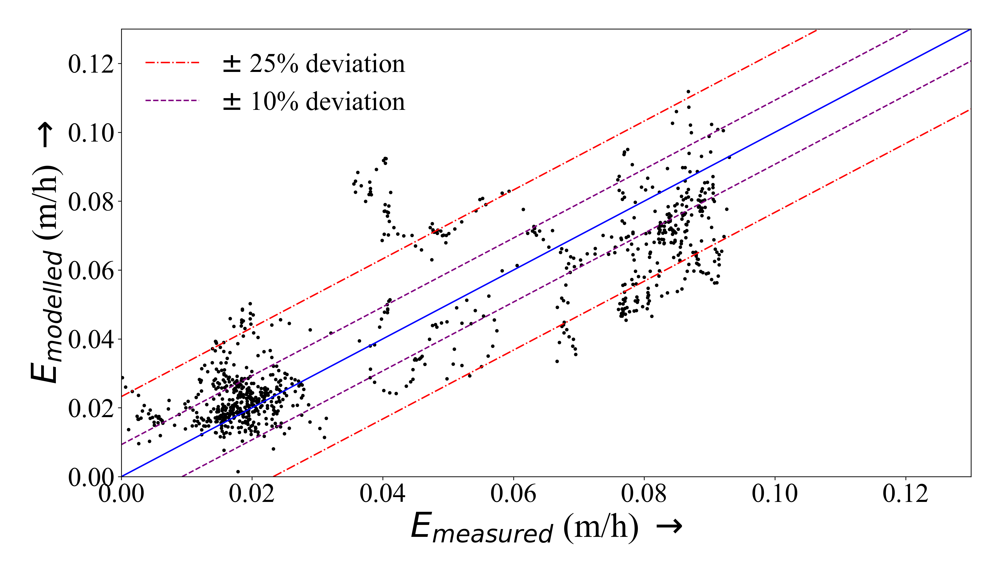 ± 25% deviation
± 10% deviation
0.12
0.10
0.08
0.06
0.04
0.02
0.00
E_modelled (m/h) →
0.00 0.02 0.04 0.06 0.08 0.10 0.12
E_measured (m/h) →